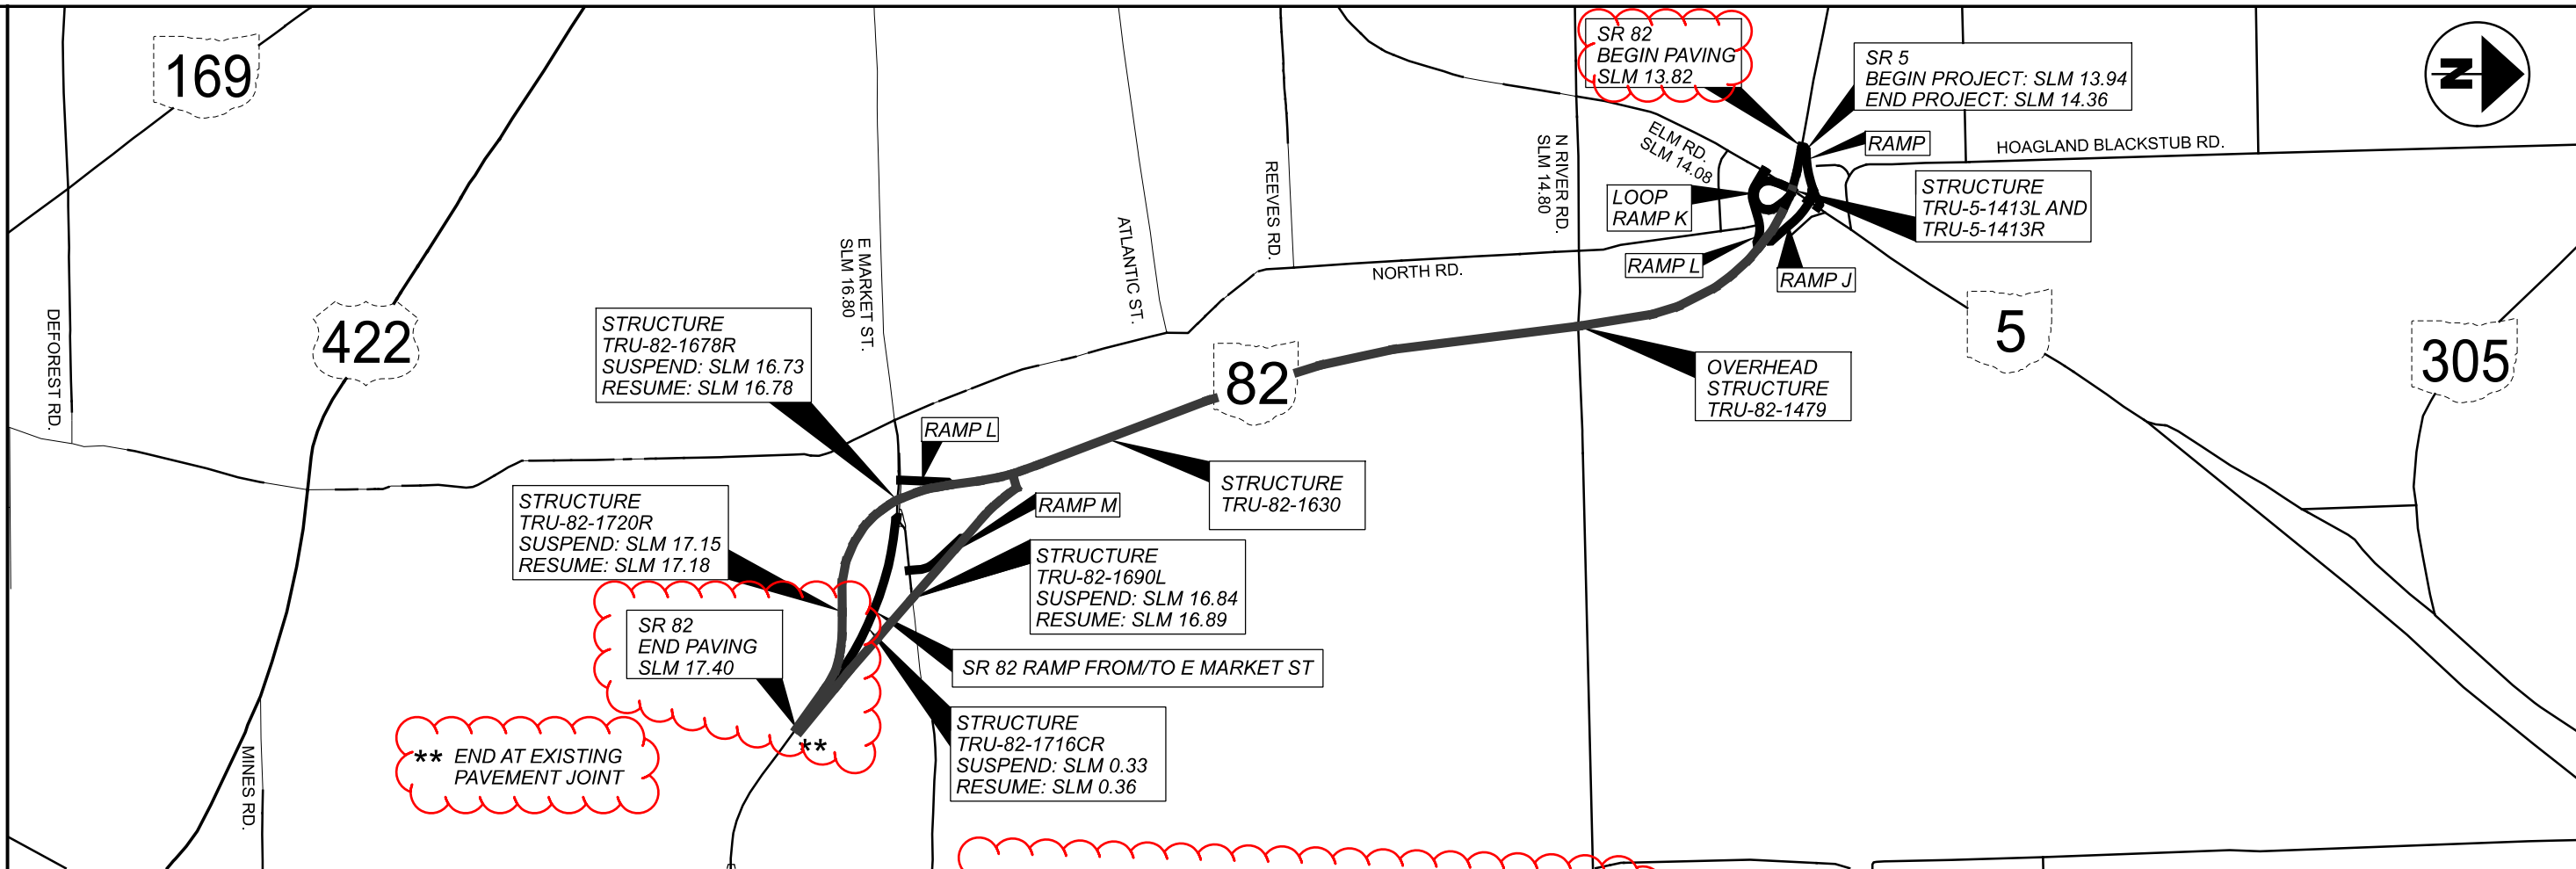 169
SR 82
BEGIN PAVING
SLM 13.82
SR 5
BEGIN PROJECT: SLM 13.94
END PROJECT: SLM 14.36
N
RAMP
HOAGLAND BLACKSTUB RD.
ELM RD.
SLM 14.08
N RIVER RD.
SLM 14.80
REEVES RD.
ATLANTIC ST.
E MARKET ST.
SLM 16.80
LOOP
RAMP K
STRUCTURE
TRU-5-1413L AND
TRU-5-1413R
RAMP L
RAMP J
NORTH RD.
DEFOREST RD.
422
STRUCTURE
TRU-82-1678R
SUSPEND: SLM 16.73
RESUME: SLM 16.78
82
5
305
OVERHEAD
STRUCTURE
TRU-82-1479
RAMP L
STRUCTURE
TRU-82-1630
STRUCTURE
TRU-82-1720R
SUSPEND: SLM 17.15
RESUME: SLM 17.18
RAMP M
STRUCTURE
TRU-82-1690L
SUSPEND: SLM 16.84
RESUME: SLM 16.89
SR 82
END PAVING
SLM 17.40
SR 82 RAMP FROM/TO E MARKET ST
STRUCTURE
TRU-82-1716CR
SUSPEND: SLM 0.33
RESUME: SLM 0.36
**
** END AT EXISTING
PAVEMENT JOINT
MINES RD.